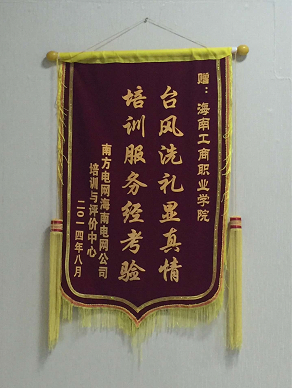 赠：海南工商职业学院
台风洗礼显真情
培训服务经考验
南方电网海南电网公司
培训与评价中心
二〇一四年八月